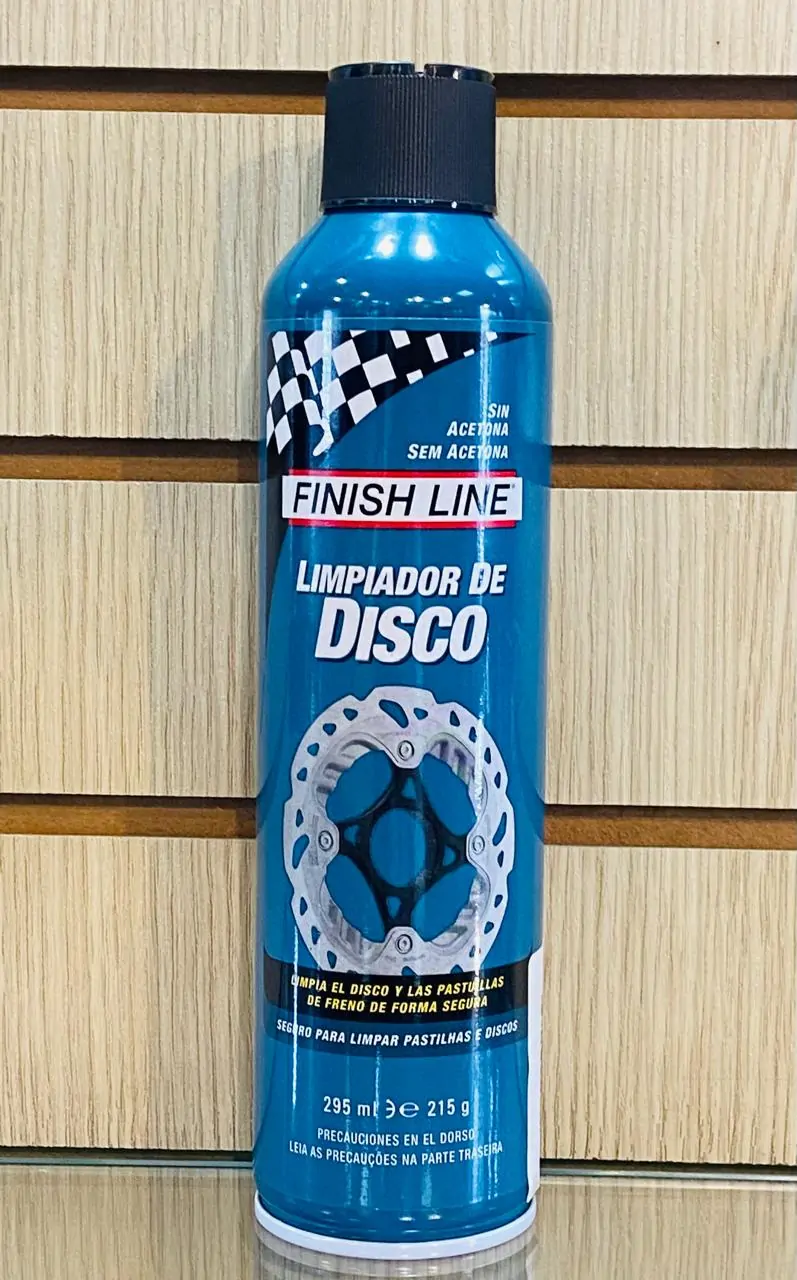 SIN
ACETONA
SEM ACETONA
FINISH LINE®
LIMPIADOR DE
DISCO
LIMPIA EL DISCO Y LAS PASTILLAS
DE FRENO DE FORMA SEGURA
SEGURO PARA LIMPAR PASTILHAS E DISCOS
295 ml ℮ 215 g
PRECAUCIONES EN EL DORSO
LEIA AS PRECAUÇÕES NA PARTE TRASEIRA